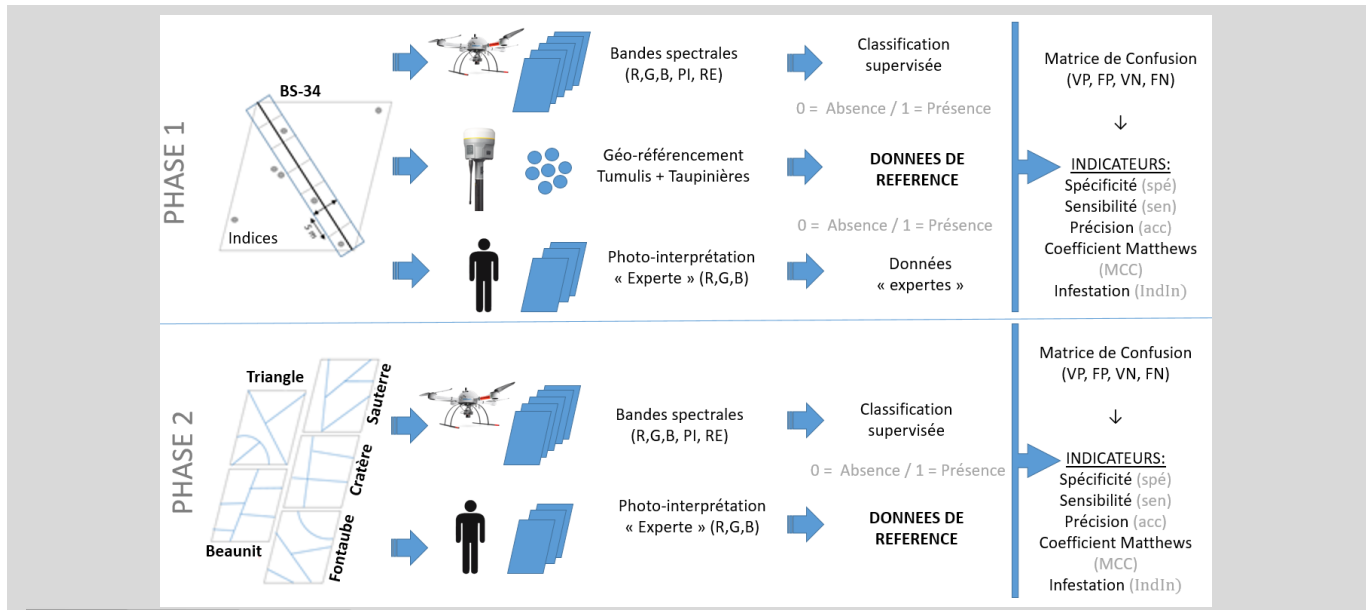 PHASE 1
BS-34
Indices
5 m
Bandes spectrales
(R,G,B, PI, RE)
Classification
supervisée
0 = Absence / 1 = Présence
Géo-référencement
Tumulis + Taupinières
DONNEES DE
REFERENCE
0 = Absence / 1 = Présence
Photo-interprétation
« Experte » (R,G,B)
Données
« expertes »
Matrice de Confusion
(VP, FP, VN, FN)
↓
INDICATEURS:
Spécificité (spé)
Sensibilité (sen)
Précision (acc)
Coefficient Matthews
(MCC)
Infestation (IndIn)
PHASE 2
Triangle
Sauterre
Cratère
Beaunit
Fontaube
Bandes spectrales
(R,G,B, PI, RE)
Classification
supervisée
0 = Absence / 1 = Présence
Photo-interprétation
« Experte » (R,G,B)
DONNEES DE
REFERENCE
Matrice de Confusion
(VP, FP, VN, FN)
↓
INDICATEURS:
Spécificité (spé)
Sensibilité (sen)
Précision (acc)
Coefficient Matthews
(MCC)
Infestation (IndIn)